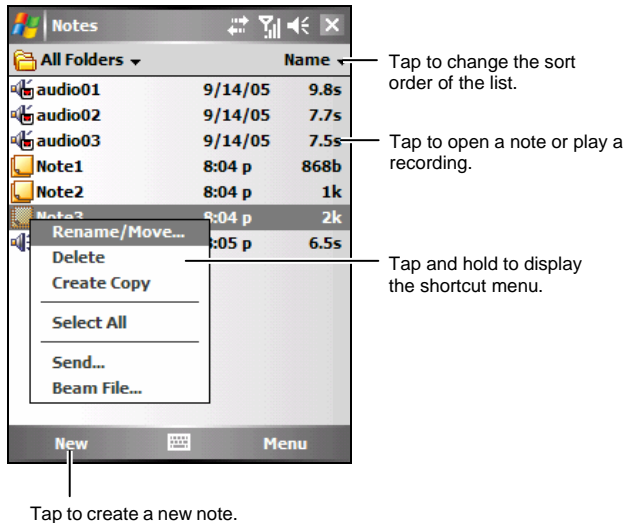 Notes
All Folders Name
audio01 9/14/05 9.8s
audio02 9/14/05 7.7s
audio03 9/14/05 7.5s
Note1 8:04 p 868b
Note2 8:04 p 1k
Note3 8:04 p 2k
8:05 p 6.5s
Rename/Move...
Delete
Create Copy
Select All
Send...
Beam File...
New Menu
Tap to change the sort
order of the list.
Tap to open a note or play a
recording.
Tap and hold to display
the shortcut menu.
Tap to create a new note.